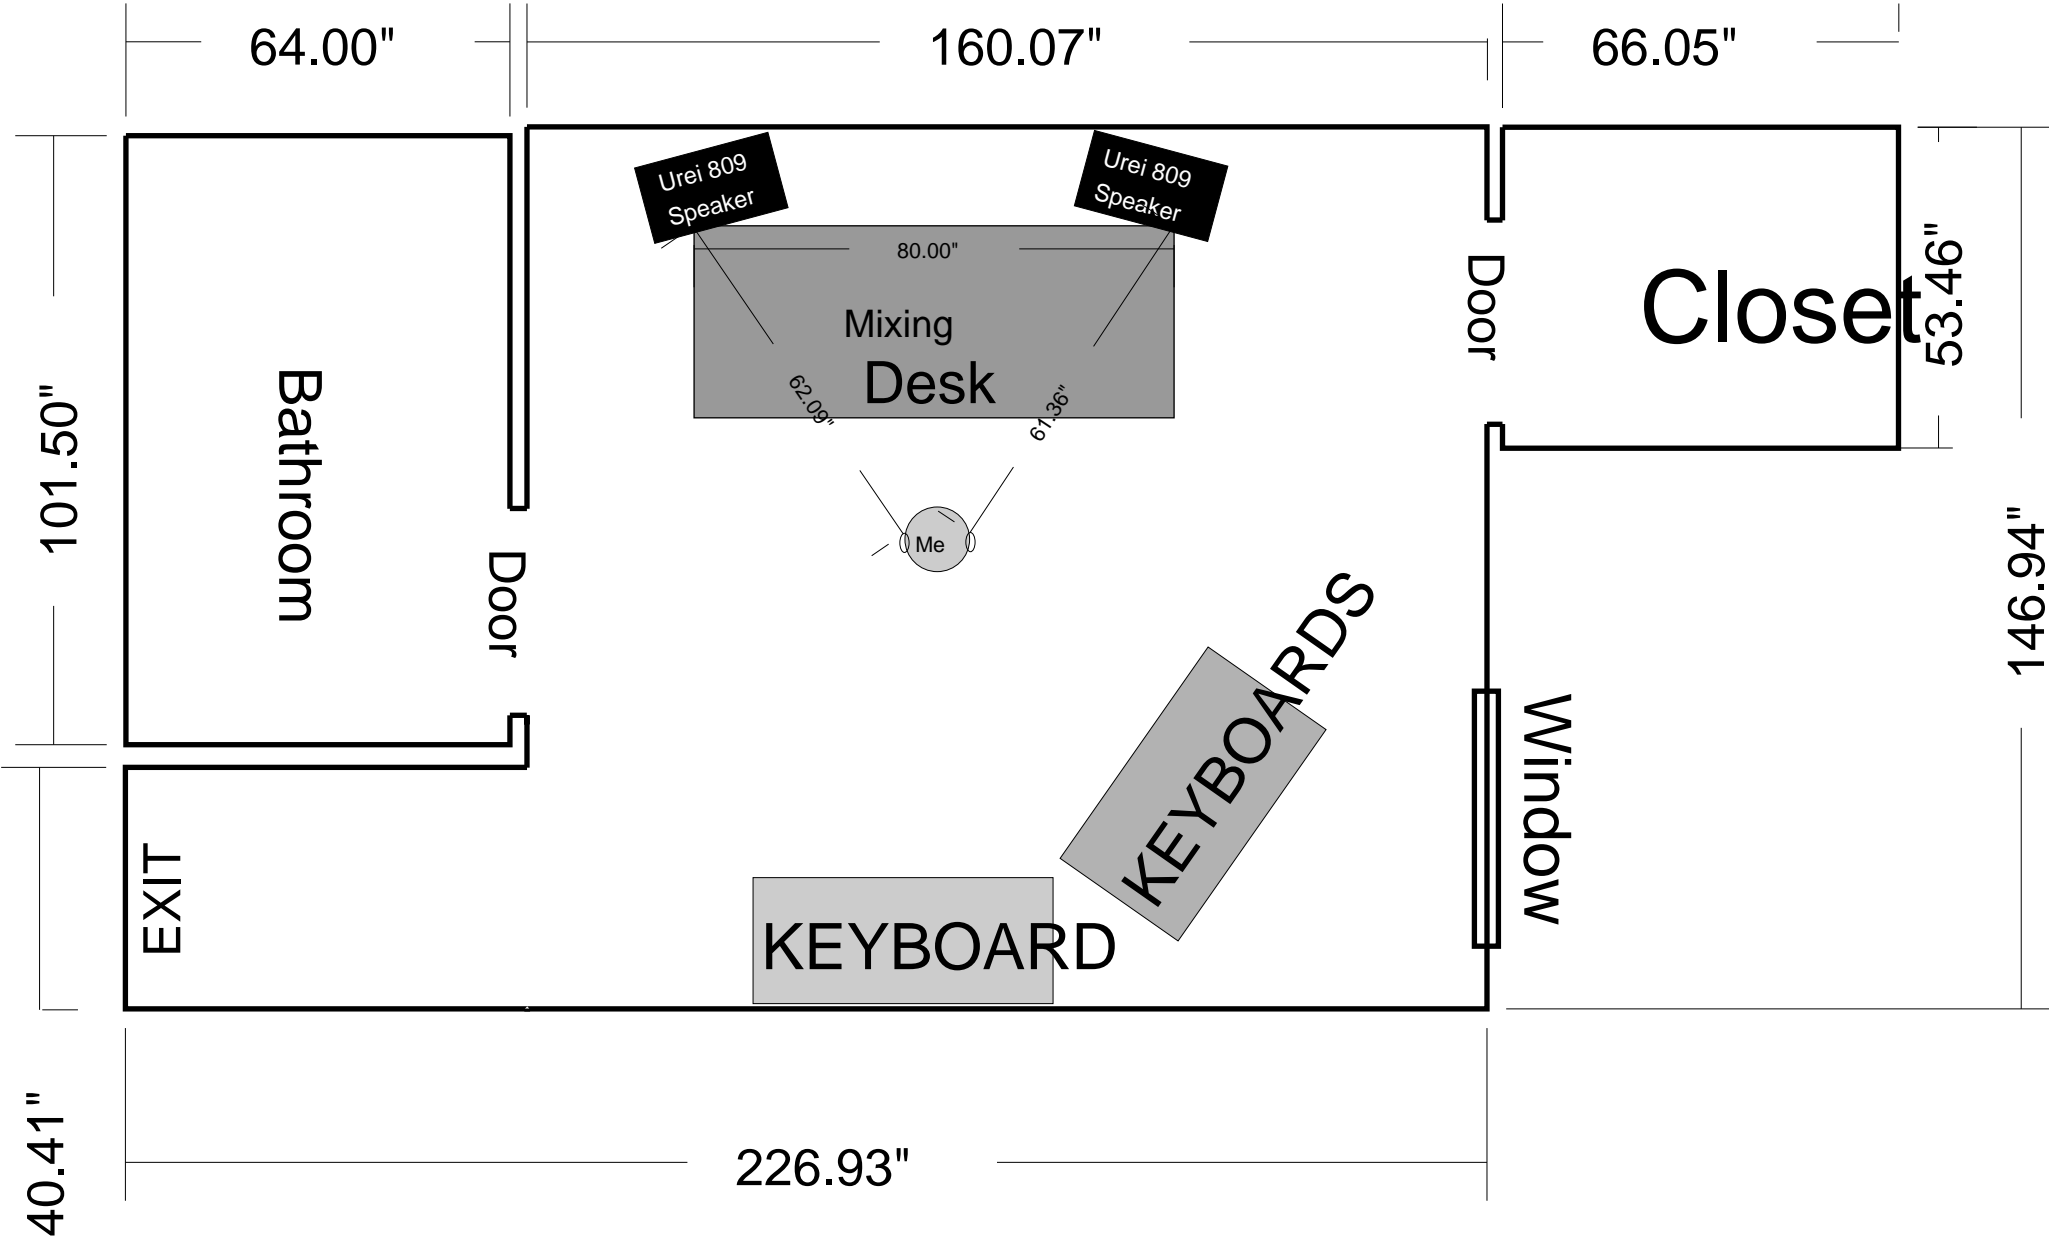 64.00"
160.07"
66.05"
Urei 809
Speaker
Urei 809
Speaker
80.00"
Mixing
Desk
62.09"
61.36"
Me
Door
Closet
53.46"
Bathroom
101.50"
Door
146.94"
KEYBOARDS
Window
EXIT
KEYBOARD
40.41"
226.93"